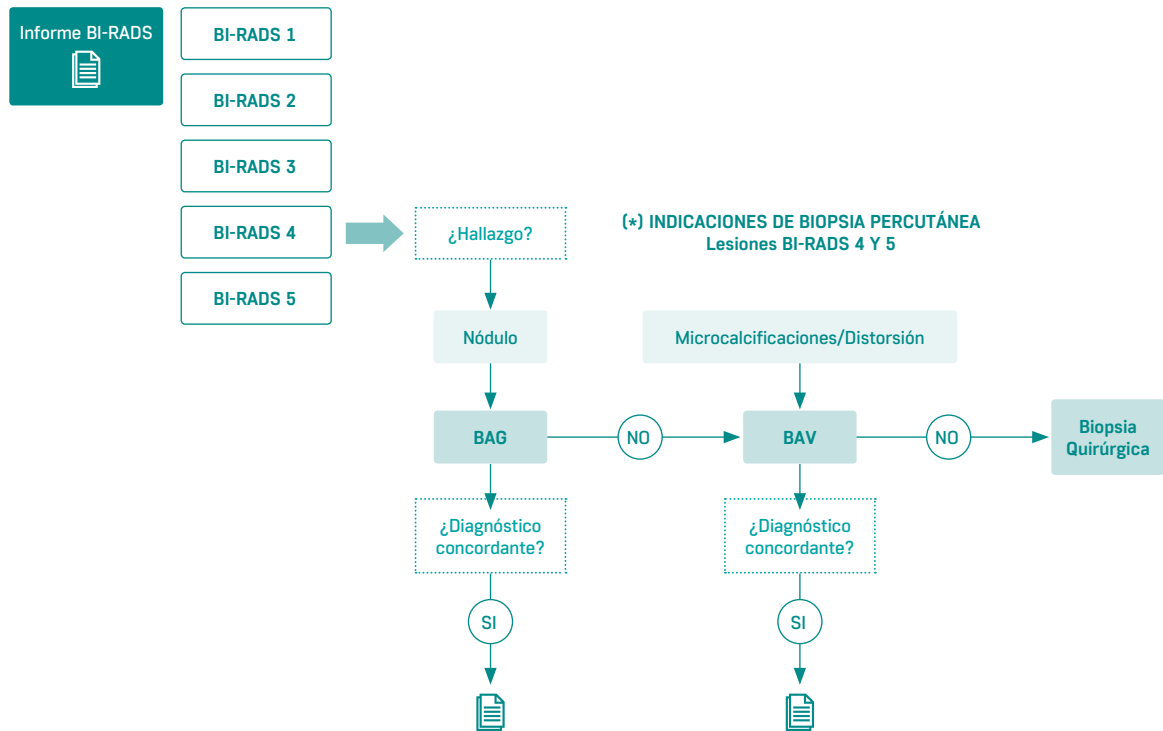 Informe BI-RADS
BI-RADS 1
BI-RADS 2
BI-RADS 3
BI-RADS 4
BI-RADS 5
¿Hallazgo?
(*) INDICACIONES DE BIOPSIA PERCUTÁNEA
Lesiones BI-RADS 4 Y 5
Nódulo
Microcalcificaciones/Distorsión
BAG
NO
BAV
NO
Biopsia
Quirúrgica
¿Diagnóstico
concordante?
¿Diagnóstico
concordante?
SI
SI